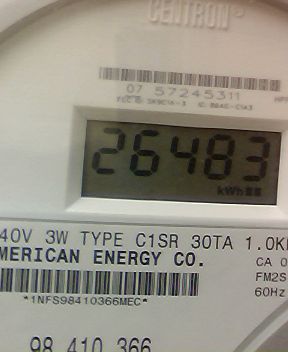 CENTRON®
07 57245311
26483
kWh
40V 3W TYPE C1SR 30TA 1.0K
MERICAN ENERGY CO.
CA 0
FM2S
60Hz
*1NFS98410366MEC*
98 410 366